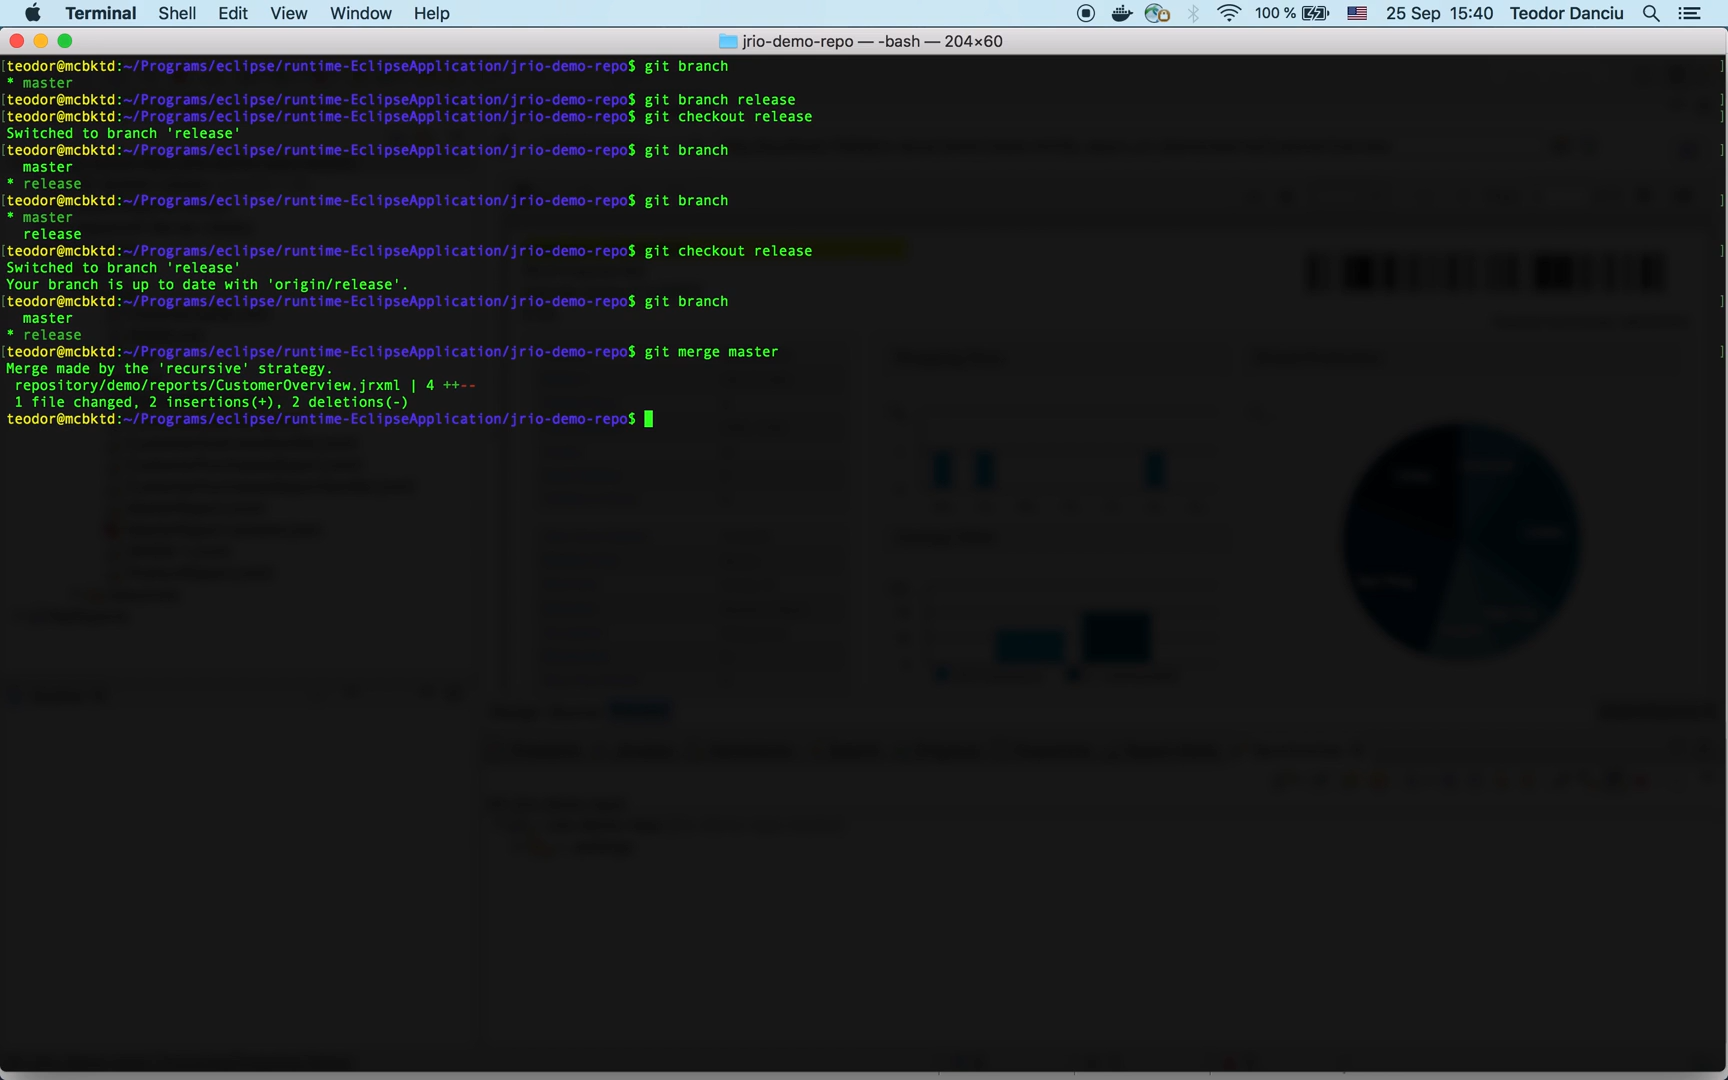 Terminal Shell Edit View Window Help 100 % 25 Sep 15:40 Teodor Danciu
jrio-demo-repo — -bash — 204×60
[teodor@mcbktd:~/Programs/eclipse/runtime-EclipseApplication/jrio-demo-repo$ git branch ]
* master
[teodor@mcbktd:~/Programs/eclipse/runtime-EclipseApplication/jrio-demo-repo$ git branch release ]
[teodor@mcbktd:~/Programs/eclipse/runtime-EclipseApplication/jrio-demo-repo$ git checkout release ]
Switched to branch 'release'
[teodor@mcbktd:~/Programs/eclipse/runtime-EclipseApplication/jrio-demo-repo$ git branch ]
master
* release
[teodor@mcbktd:~/Programs/eclipse/runtime-EclipseApplication/jrio-demo-repo$ git branch ]
* master
release
[teodor@mcbktd:~/Programs/eclipse/runtime-EclipseApplication/jrio-demo-repo$ git checkout release ]
Switched to branch 'release'
Your branch is up to date with 'origin/release'.
[teodor@mcbktd:~/Programs/eclipse/runtime-EclipseApplication/jrio-demo-repo$ git branch ]
master
* release
[teodor@mcbktd:~/Programs/eclipse/runtime-EclipseApplication/jrio-demo-repo$ git merge master ]
Merge made by the 'recursive' strategy.
repository/demo/reports/CustomerOverview.jrxml | 4 ++--
1 file changed, 2 insertions(+), 2 deletions(-)
teodor@mcbktd:~/Programs/eclipse/runtime-EclipseApplication/jrio-demo-repo$